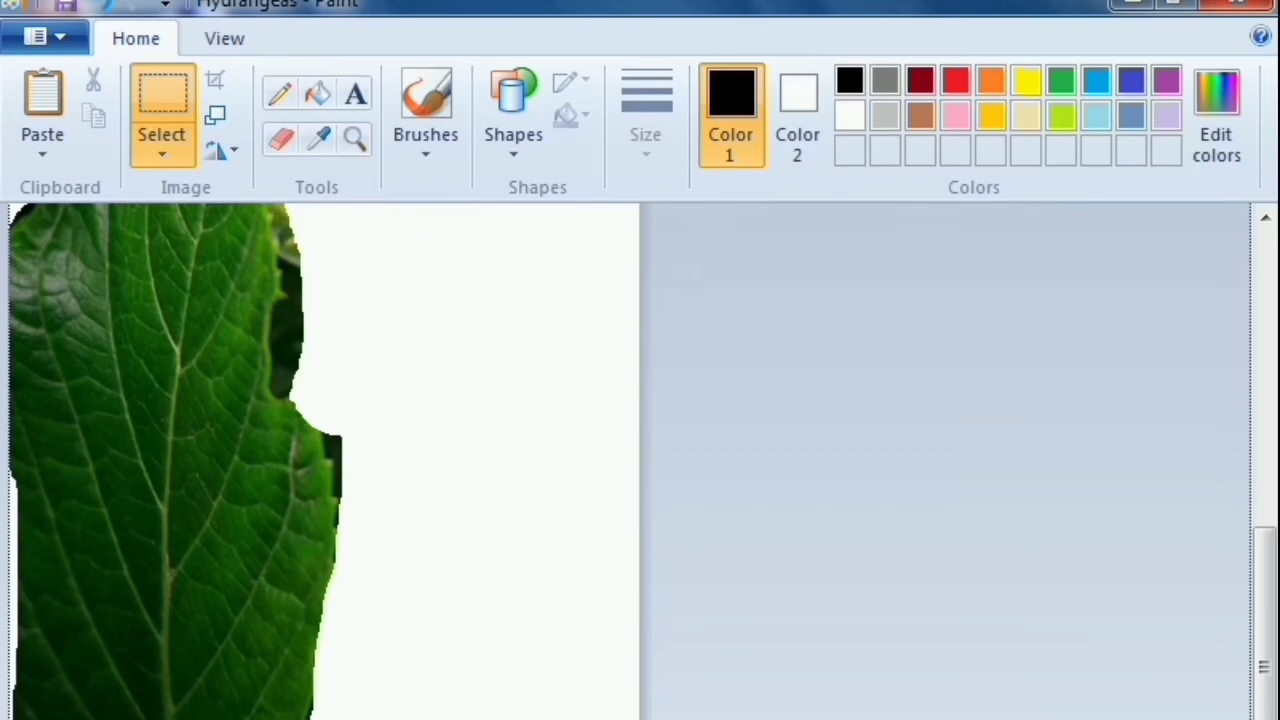 Hydrangeas - Paint
Home View
Paste Select Brushes Shapes Size Color 1 Color 2 Edit colors
Clipboard Image Tools Shapes Colors